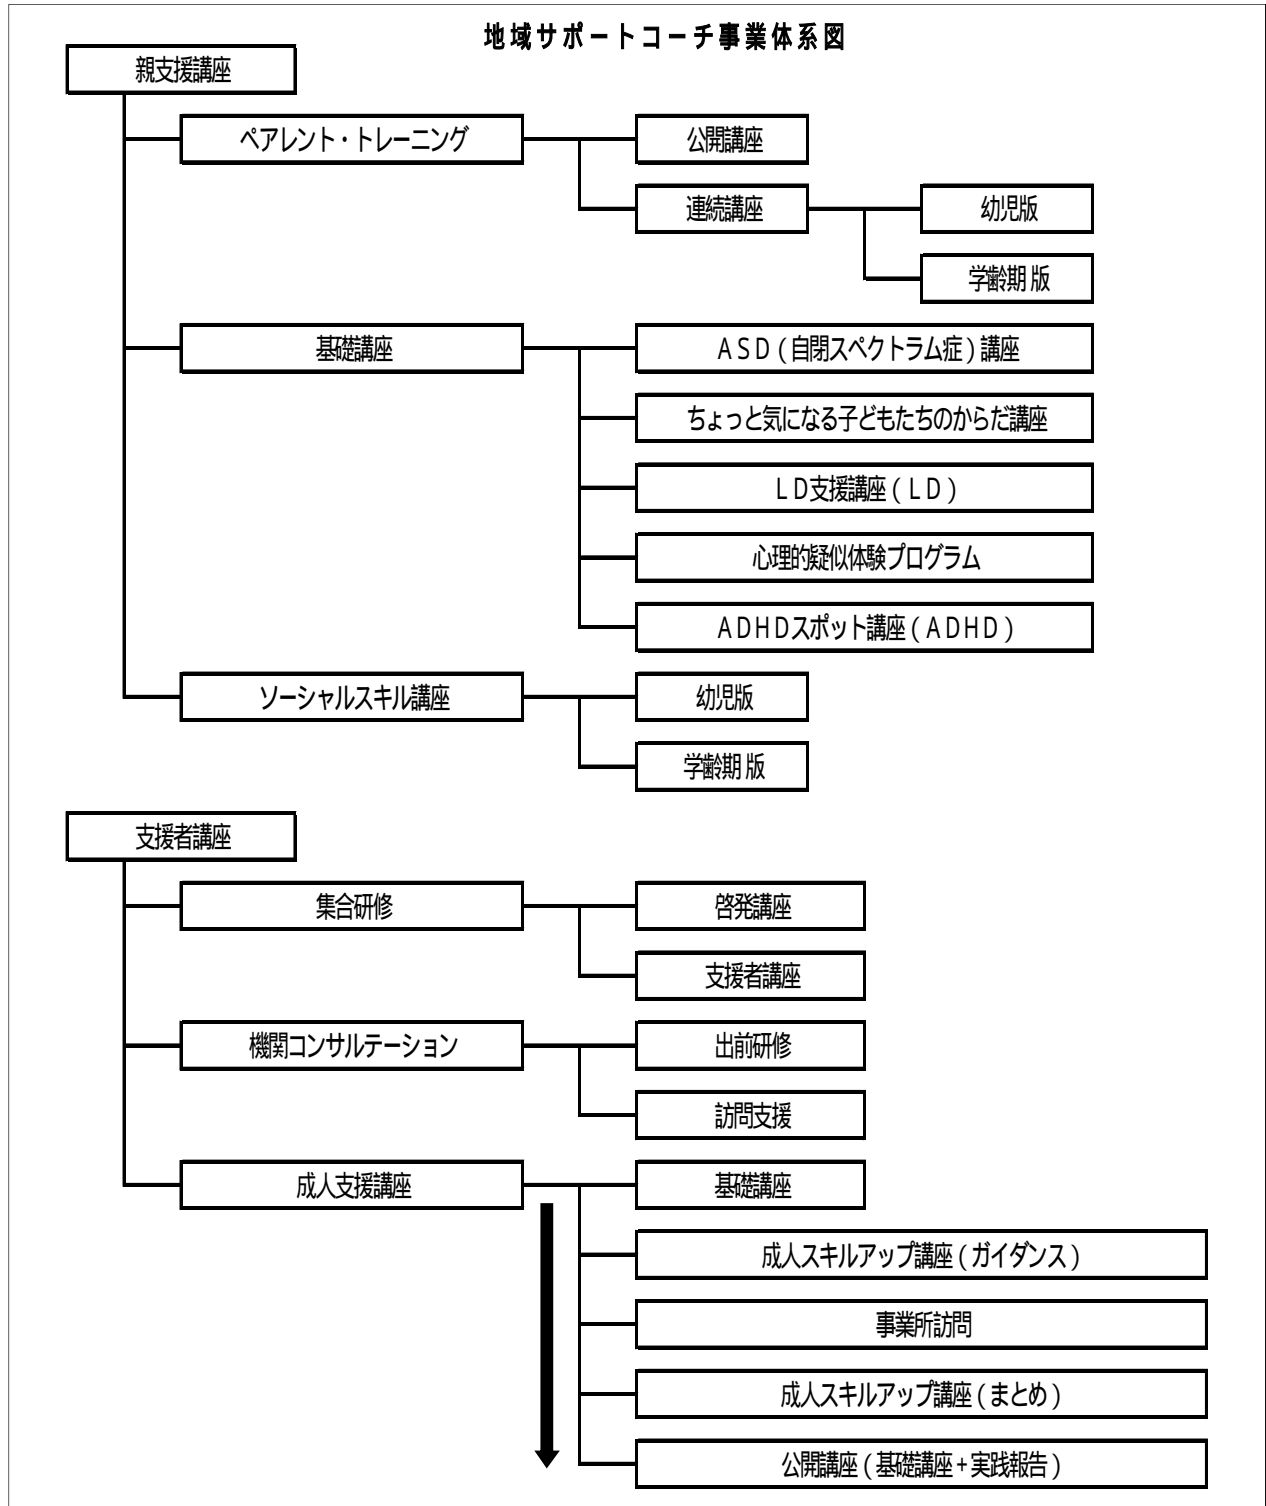 地域サポートコーチ事業体系図
親支援講座
ペアレント・トレーニング
公開講座
連続講座
幼児版
学齢期版
基礎講座
ＡＳＤ（自閉スペクトラム症）講座
ちょっと気になる子どもたちのからだ講座
ＬＤ支援講座（ＬＤ）
心理的疑似体験プログラム
ＡＤＨＤスポット講座（ＡＤＨＤ）
ソーシャルスキル講座
幼児版
学齢期版
支援者講座
集合研修
啓発講座
支援者講座
機関コンサルテーション
出前研修
訪問支援
成人支援講座
基礎講座
成人スキルアップ講座（ガイダンス）
事業所訪問
成人スキルアップ講座（まとめ）
公開講座（基礎講座+実践報告）